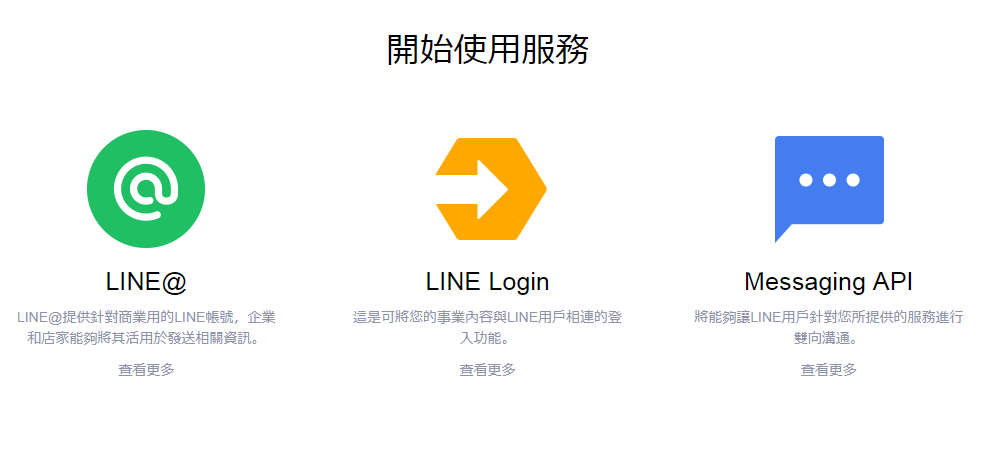 開始使用服務
LINE@
LINE@提供針對商業用的LINE帳號，企業
和店家能夠將其活用於發送相關資訊。
查看更多
LINE Login
這是可將您的事業內容與LINE用戶相連的登
入功能。
查看更多
Messaging API
將能夠讓LINE用戶針對您所提供的服務進行
雙向溝通。
查看更多